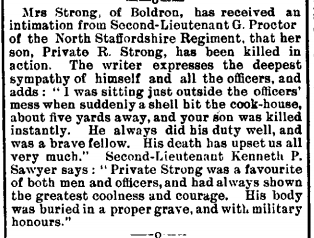 Mrs Strong, of Boldron, has received an
intimation from Second-Lieutenant G. Proctor
of the North Staffordshire Regiment, that her
son, Private R. Strong, has been killed in
action. The writer expresses the deepest
sympathy of himself and all the officers, and
adds: "I was sitting just outside the officers'
mess when suddenly a shell hit the cook-house,
about five yards away, and your son was killed
instantly. He always did his duty well, and
was a brave fellow. His death has upset us all
very much." Second-Lieutenant Kenneth P.
Sawyer says: "Private Strong was a favourite
of both men and officers, and had always shown
the greatest coolness and courage. His body
was buried in a proper grave, and with military
honours."